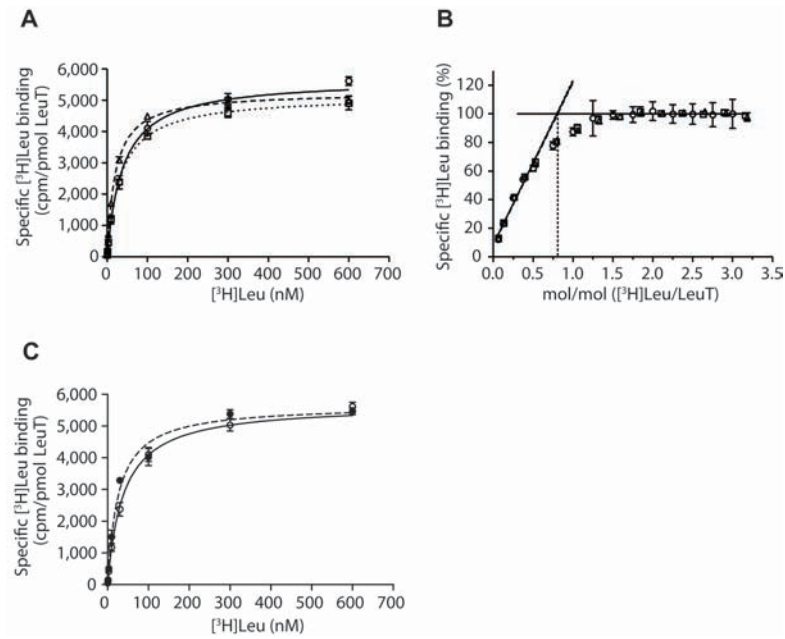 A
Specific [³H]Leu binding
(cpm/pmol LeuT)
6,000
5,000
4,000
3,000
2,000
1,000
0
0 100 200 300 400 500 600 700
[³H]Leu (nM)
B
Specific [³H]Leu binding (%)
120
100
80
60
40
20
0
0.0 0.5 1.0 1.5 2.0 2.5 3.0 3.5
mol/mol ([³H]Leu/LeuT)
C
Specific [³H]Leu binding
(cpm/pmol LeuT)
6,000
5,000
4,000
3,000
2,000
1,000
0
0 100 200 300 400 500 600 700
[³H]Leu (nM)